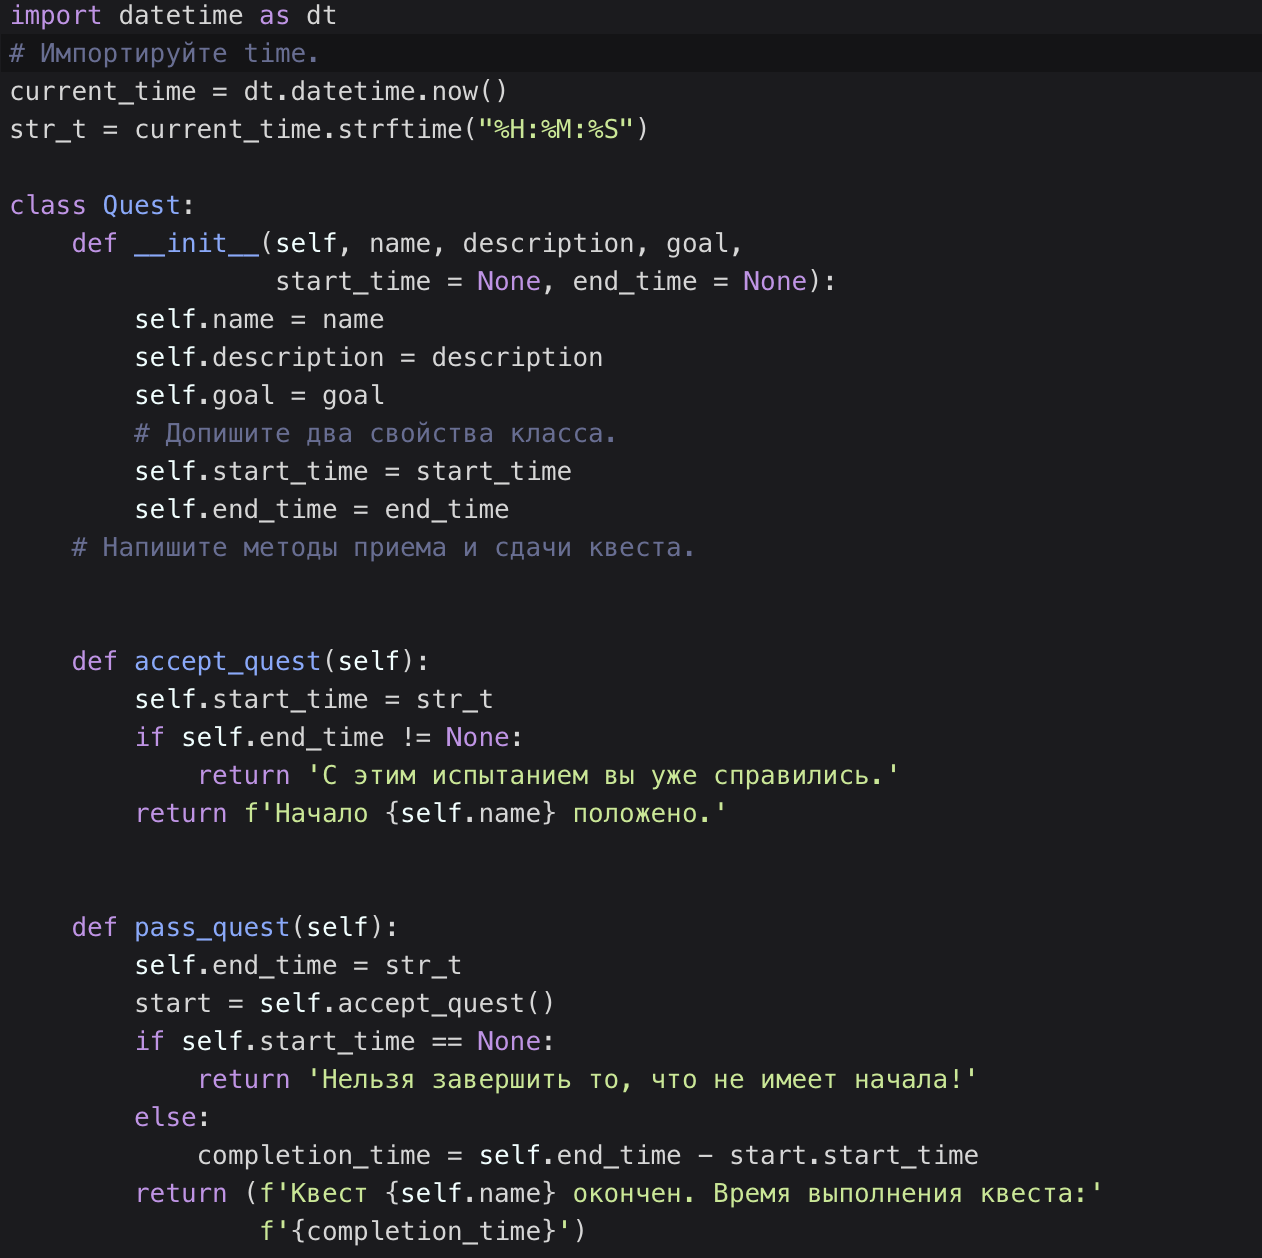 import datetime as dt
# Импортируйте time.
current_time = dt.datetime.now()
str_t = current_time.strftime("%H:%M:%S")

class Quest:
    def __init__(self, name, description, goal,
                 start_time = None, end_time = None):
        self.name = name
        self.description = description
        self.goal = goal
        # Допишите два свойства класса.
        self.start_time = start_time
        self.end_time = end_time
    # Напишите методы приема и сдачи квеста.


    def accept_quest(self):
        self.start_time = str_t
        if self.end_time != None:
            return 'С этим испытанием вы уже справились.'
        return f'Начало {self.name} положено.'


    def pass_quest(self):
        self.end_time = str_t
        start = self.accept_quest()
        if self.start_time == None:
            return 'Нельзя завершить то, что не имеет начала!'
        else:
            completion_time = self.end_time - start.start_time
        return (f'Квест {self.name} окончен. Время выполнения квеста:'
                f'{completion_time}')